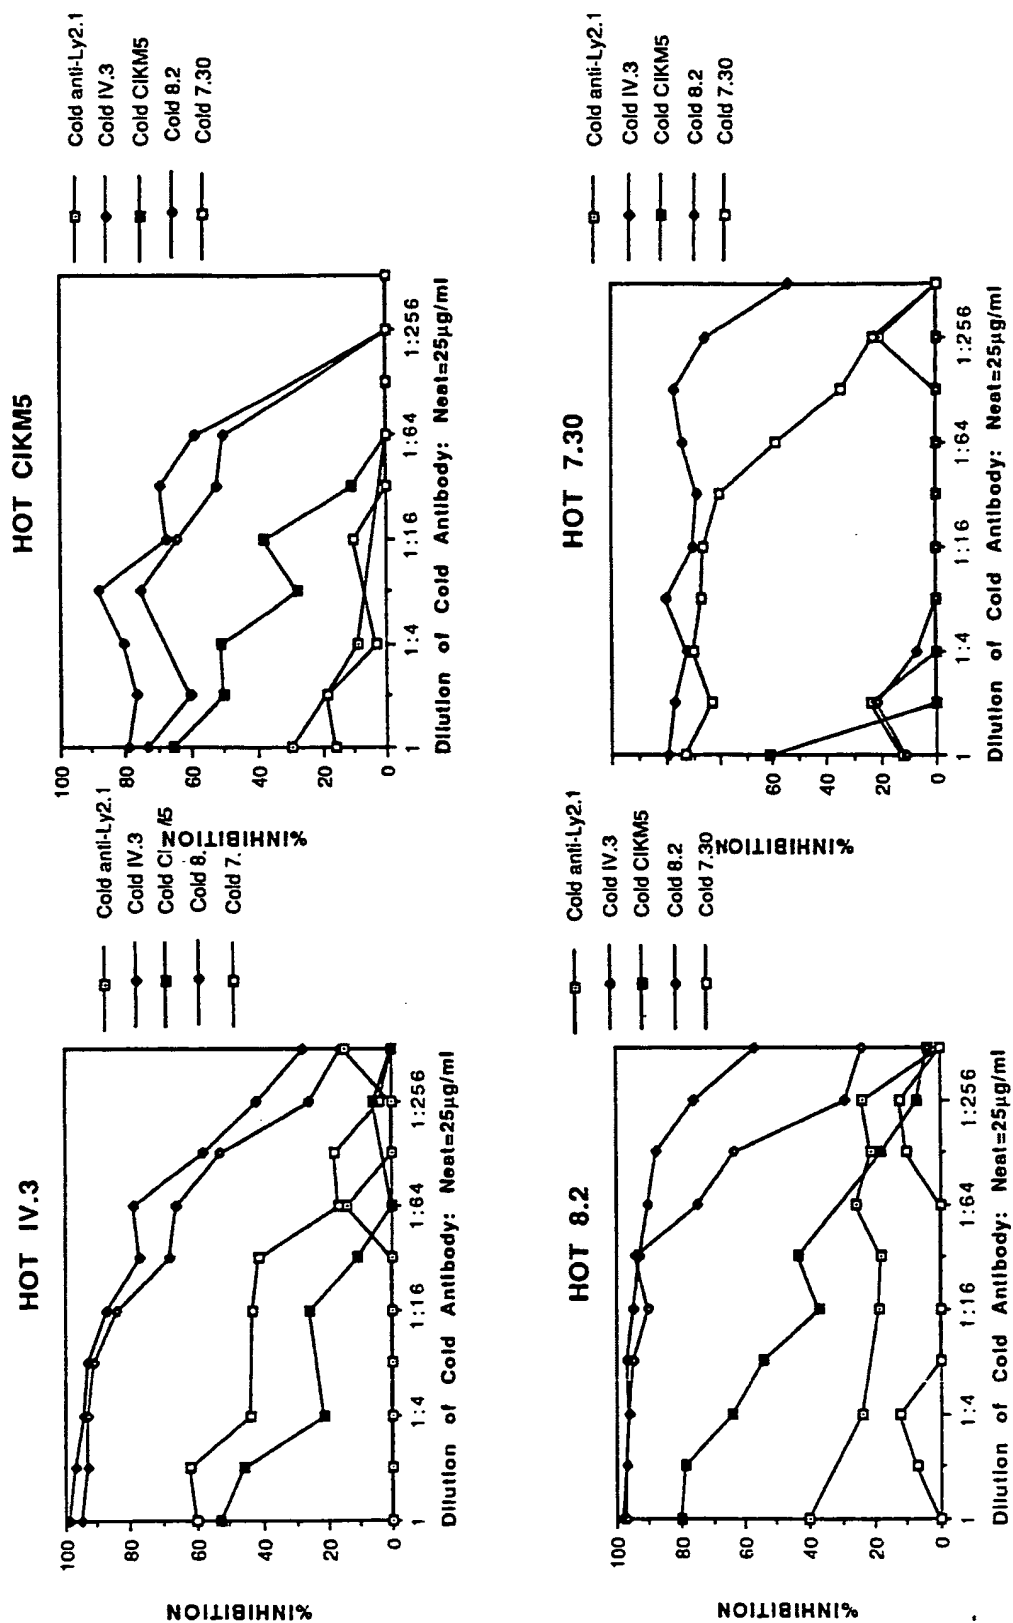 HOT IV.3
%INHIBITION
100
80
60
40
20
0
1
1:4
1:16
1:64
1:256
Dilution of Cold Antibody: Neat=25µg/ml
Cold anti-Ly2.1
Cold IV.3
Cold Cl
Cold 8.
Cold 7.
HOT CIKM5
%INHIBITION
100
80
60
40
20
0
1
1:4
1:16
1:64
1:256
Dilution of Cold Antibody: Neat=25µg/ml
Cold anti-Ly2.1
Cold IV.3
Cold CIKM5
Cold 8.2
Cold 7.30
HOT 8.2
%INHIBITION
100
80
60
40
20
0
1
1:4
1:16
1:64
1:256
Dilution of Cold Antibody: Neat=25µg/ml
Cold anti-Ly2.1
Cold IV.3
Cold CIKM5
Cold 8.2
Cold 7.30
HOT 7.30
%INHIBITION
60
40
20
0
1
1:4
1:16
1:64
1:256
Dilution of Cold Antibody: Neat=25µg/ml
Cold anti-Ly2.1
Cold IV.3
Cold CIKM5
Cold 8.2
Cold 7.30